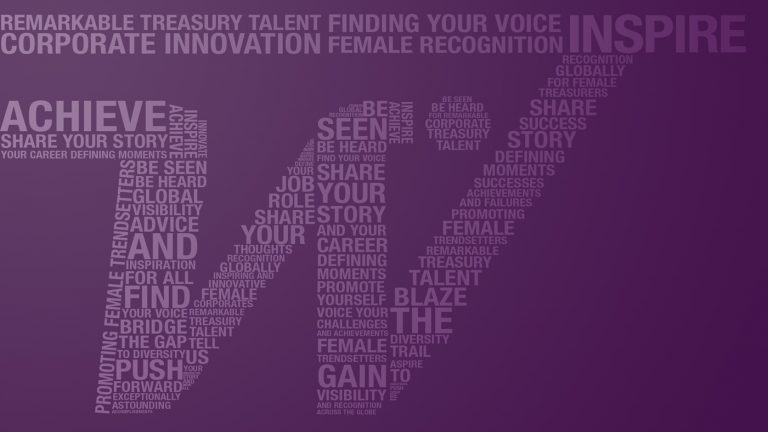 REMARKABLE TREASURY TALENT FINDING YOUR VOICE
CORPORATE INNOVATION FEMALE RECOGNITION
INSPIRE
ACHIEVE
SHARE YOUR STORY
YOUR CAREER DEFINING MOMENTS
ACHIEVE
INSPIRE
INNOVATE
PROMOTING FEMALE TRENDSETTERS
BE SEEN
BE HEARD
GLOBAL
VISIBILITY
ADVICE
AND
INSPIRATION
FOR ALL
FIND
YOUR VOICE
BRIDGE
THE GAP
TO DIVERSITY
PUSH
FORWARD
EXCEPTIONALLY
ASTOUNDING
ACCOMPLISHMENTS
YOUR
JOB
ROLE
SHARE
YOUR
THOUGHTS
RECOGNITION
GLOBALLY
INSPIRING AND
INNOVATIVE
FEMALE
CORPORATES
REMARKABLE
TREASURY
TALENT
TELL
US
YOUR
GLOBAL
RECOGNITION
BE
SEEN
BE HEARD
FIND YOUR VOICE
SHARE
YOUR
STORY
AND YOUR
CAREER
DEFINING
MOMENTS
PROMOTE
YOURSELF
VOICE YOUR
CHALLENGES
AND ACHIEVEMENTS
FEMALE
TRENDSETTERS
GAIN
VISIBILITY
AND RECOGNITION
ACROSS THE GLOBE
ACHIEVE
INSPIRE
BE SEEN
BE HEARD
FOR REMARKABLE
CORPORATE
TREASURY
TALENT
RECOGNITION
GLOBALLY
FOR FEMALE
TREASURERS
SHARE
SUCCESS
STORY
DEFINING
MOMENTS
SUCCESSES
ACHIEVEMENTS
AND FAILURES
PROMOTING
FEMALE
TRENDSETTERS
REMARKABLE
TREASURY
TALENT
BLAZE
THE
DIVERSITY
TRAIL
ASPIRE
TO